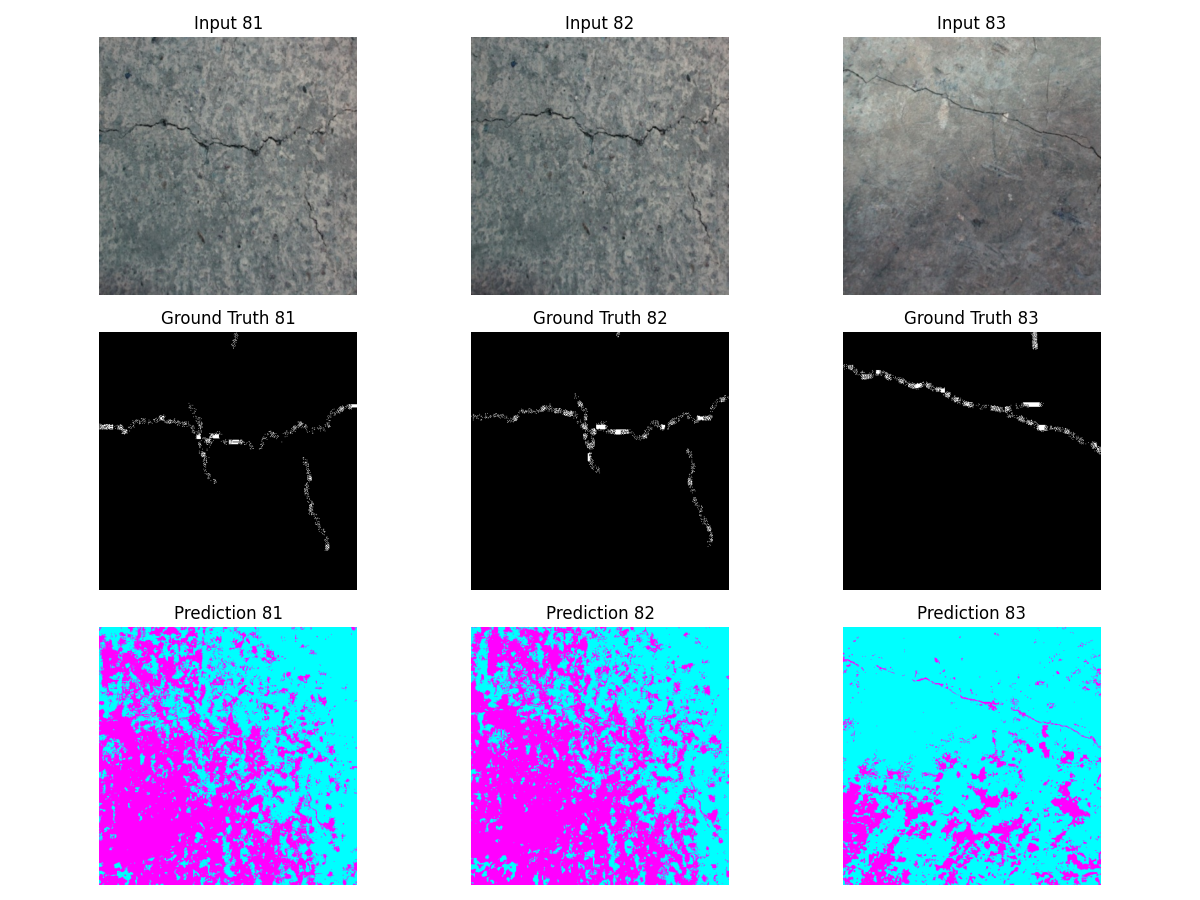 Input 81
Input 82
Input 83
Ground Truth 81
Ground Truth 82
Ground Truth 83
Prediction 81
Prediction 82
Prediction 83